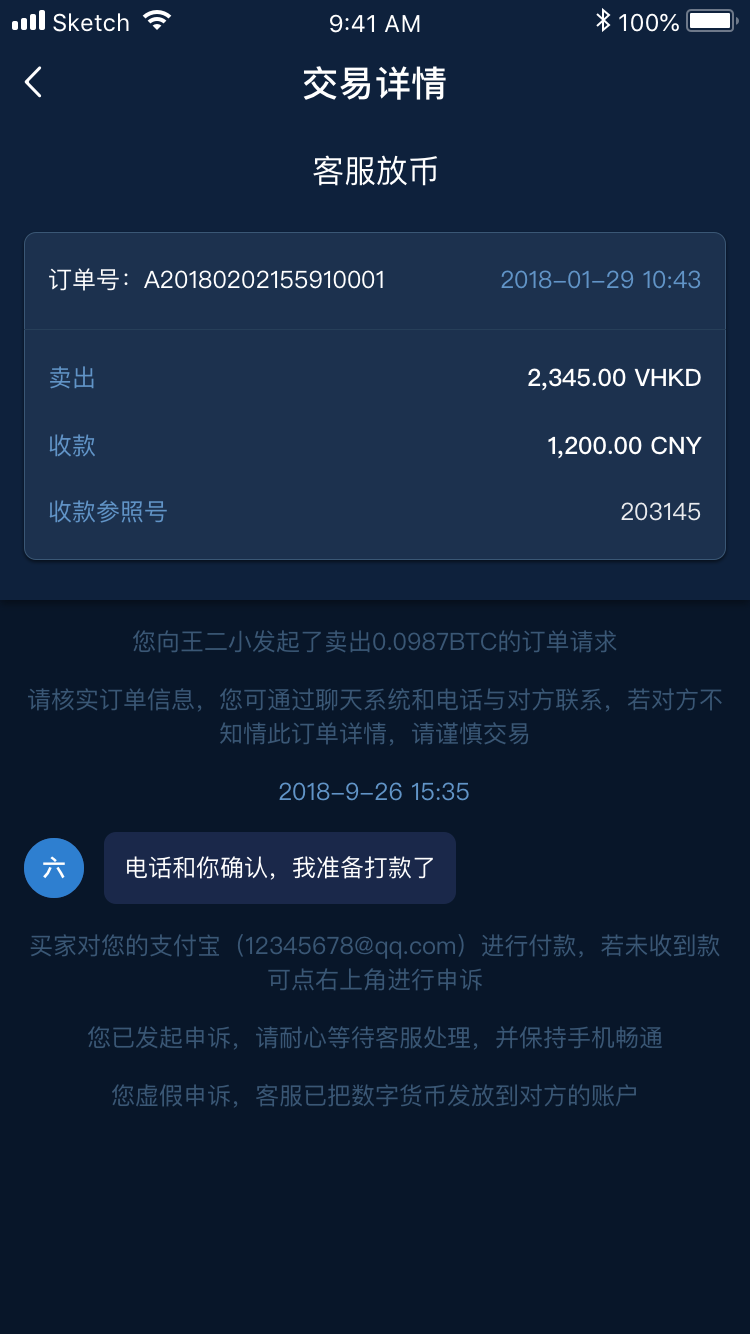 Sketch 9:41 AM 100%
交易详情
客服放币
订单号：A20180202155910001 2018-01-29 10:43
卖出 2,345.00 VHKD
收款 1,200.00 CNY
收款参照号 203145
您向王二小发起了卖出0.0987BTC的订单请求
请核实订单信息，您可通过聊天系统和电话与对方联系，若对方不
知情此订单详情，请谨慎交易
2018-9-26 15:35
六 电话和你确认，我准备打款了
买家对您的支付宝（12345678@qq.com）进行付款，若未收到款
可点右上角进行申诉
您已发起申诉，请耐心等待客服处理，并保持手机畅通
您虚假申诉，客服已把数字货币发放到对方的账户